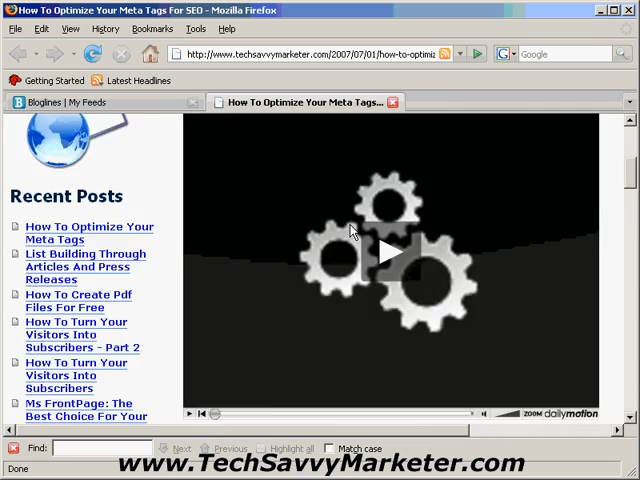 How To Optimize Your Meta Tags For SEO - Mozilla Firefox
File Edit View History Bookmarks Tools Help
http://www.techsavvymarketer.com/2007/07/01/how-to-optimiz
G Google
Getting Started Latest Headlines
B Bloglines | My Feeds
How To Optimize Your Meta Tags...
Recent Posts
How To Optimize Your
Meta Tags
List Building Through
Articles And Press
Releases
How To Create Pdf
Files For Free
How To Turn Your
Visitors Into
Subscribers - Part 2
How To Turn Your
Visitors Into
Subscribers
Ms FrontPage: The
Best Choice For Your
ZOOM dailymotion
Find: Next Previous Highlight all Match case
Done
www.TechSavvyMarketer.com